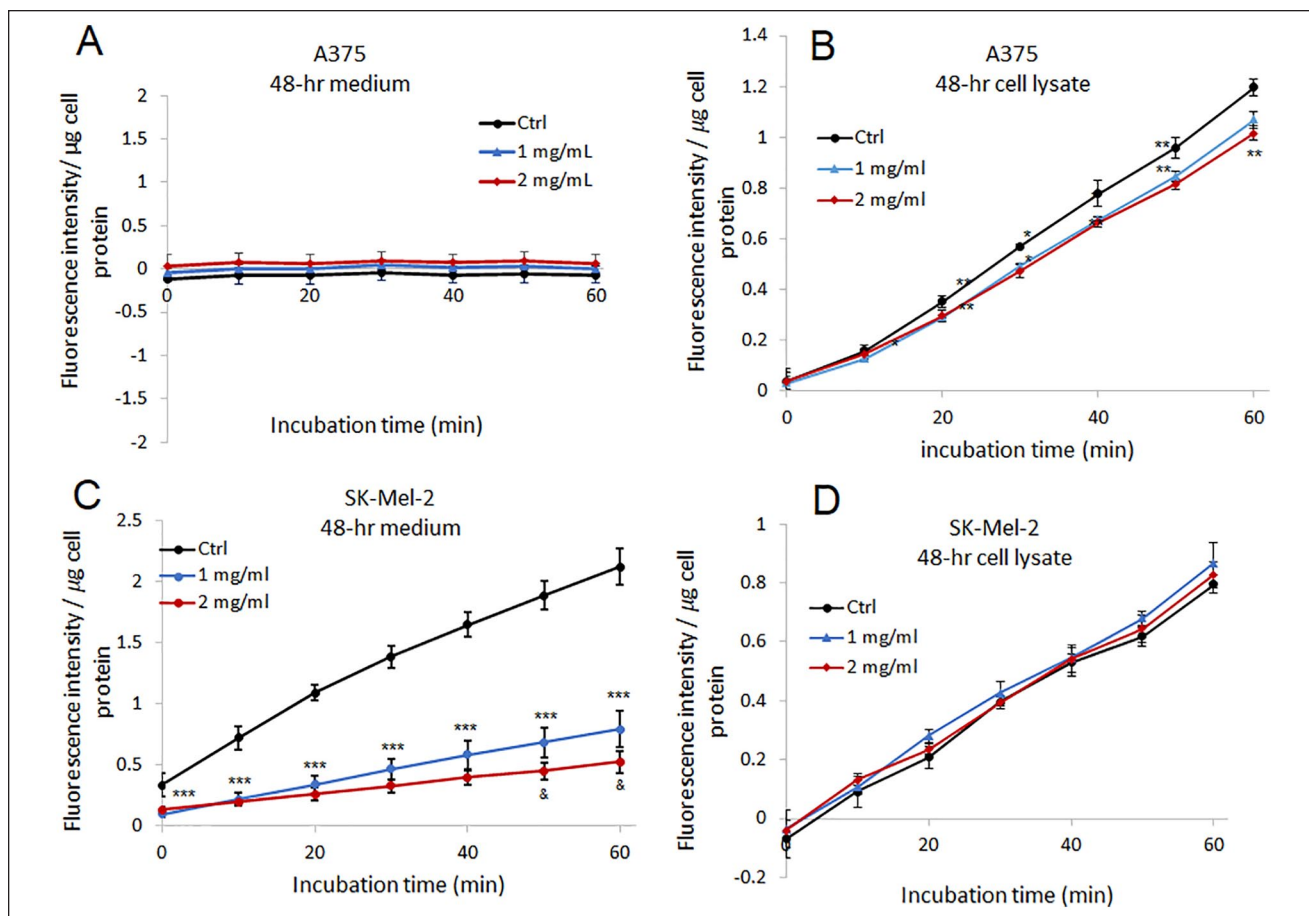 A
A375
48-hr medium
Fluorescence intensity / μg cell
protein
2
1.5
1
0.5
0
-0.5
-1
-1.5
-2
Ctrl
1 mg/mL
2 mg/mL
0
20
40
60
Incubation time (min)
B
A375
48-hr cell lysate
Fluorescence intensity / μg cell
protein
1.4
1.2
1
0.8
0.6
0.4
0.2
0
Ctrl
1 mg/ml
2 mg/ml
*
**
**
*
*
**
**
**
**
0
20
40
60
incubation time (min)
C
SK-Mel-2
48-hr medium
Fluorescence intensity / μg cell
protein
2.5
2
1.5
1
0.5
0
Ctrl
1 mg/ml
2 mg/ml
***
***
***
***
***
***
***
&
&
0
20
40
60
Incubation time (min)
D
SK-Mel-2
48-hr cell lysate
Fluorescence intensity / μg cell
protein
1
0.8
0.6
0.4
0.2
0
-0.2
Ctrl
1 mg/ml
2 mg/ml
0
20
40
60
Incubation time (min)